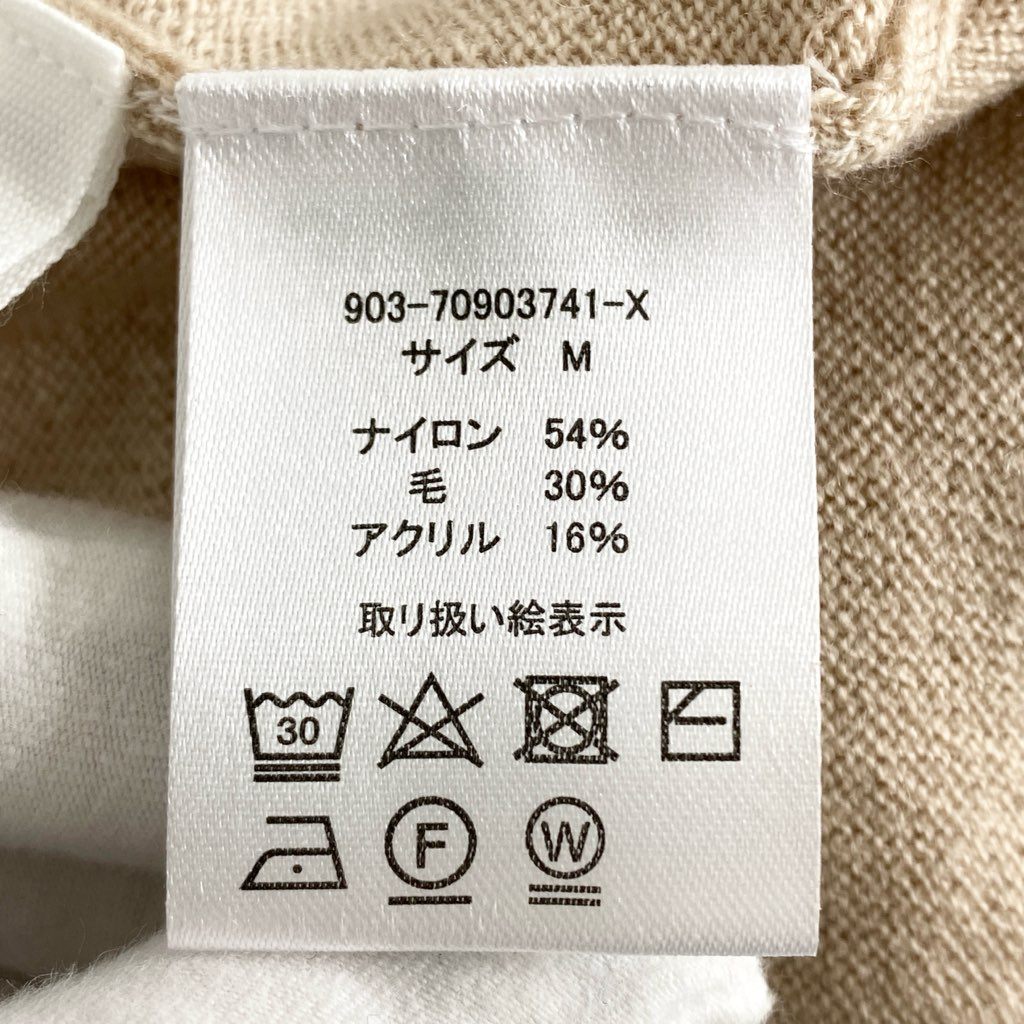 903-70903741-X
サイズ M
ナイロン 54%
毛 30%
アクリル 16%
取り扱い絵表示
30
F W